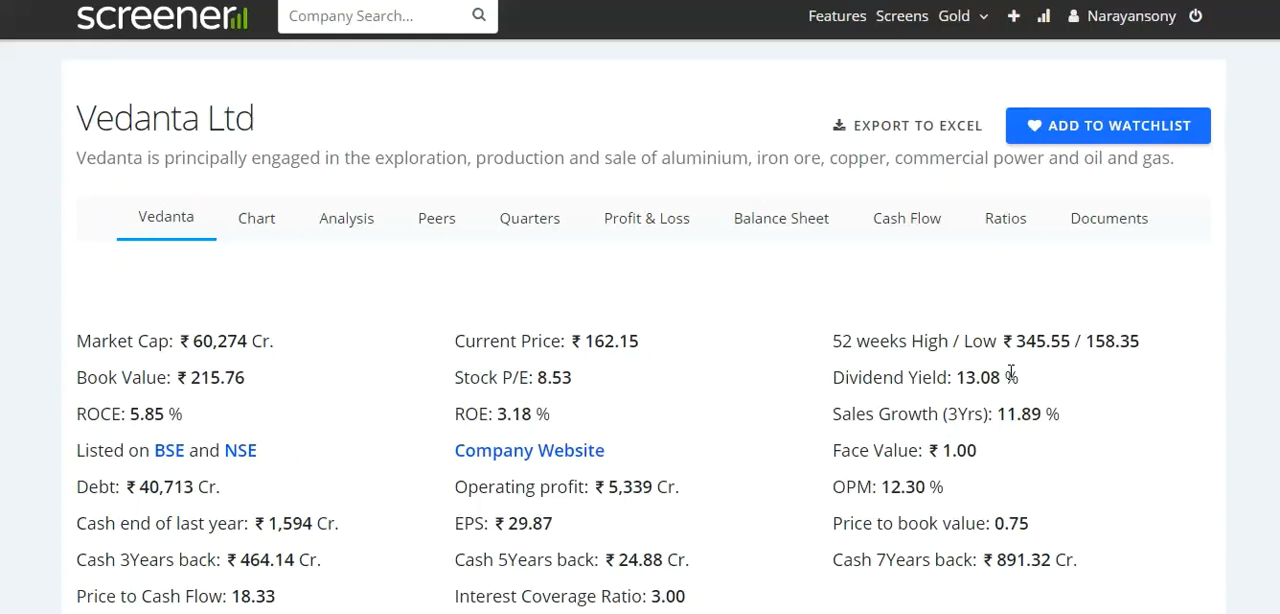 screener Company Search... Features Screens Gold Narayansony
Vedanta Ltd EXPORT TO EXCEL ADD TO WATCHLIST
Vedanta is principally engaged in the exploration, production and sale of aluminium, iron ore, copper, commercial power and oil and gas.
Vedanta Chart Analysis Peers Quarters Profit & Loss Balance Sheet Cash Flow Ratios Documents
Market Cap: ₹ 60,274 Cr. Current Price: ₹ 162.15 52 weeks High / Low ₹ 345.55 / 158.35
Book Value: ₹ 215.76 Stock P/E: 8.53 Dividend Yield: 13.08 %
ROCE: 5.85 % ROE: 3.18 % Sales Growth (3Yrs): 11.89 %
Listed on BSE and NSE Company Website Face Value: ₹ 1.00
Debt: ₹ 40,713 Cr. Operating profit: ₹ 5,339 Cr. OPM: 12.30 %
Cash end of last year: ₹ 1,594 Cr. EPS: ₹ 29.87 Price to book value: 0.75
Cash 3Years back: ₹ 464.14 Cr. Cash 5Years back: ₹ 24.88 Cr. Cash 7Years back: ₹ 891.32 Cr.
Price to Cash Flow: 18.33 Interest Coverage Ratio: 3.00